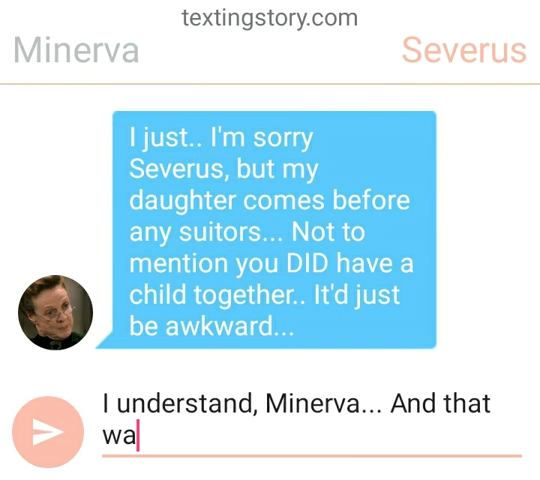 textingstory.com
Minerva
Severus
I just.. I'm sorry
Severus, but my
daughter comes before
any suitors... Not to
mention you DID have a
child together.. It'd just
be awkward...
I understand, Minerva... And that
wa